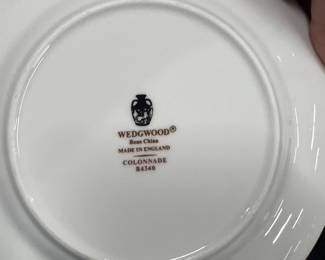 WEDGWOOD®
Bone China
MADE IN ENGLAND
COLONNADE
R4340